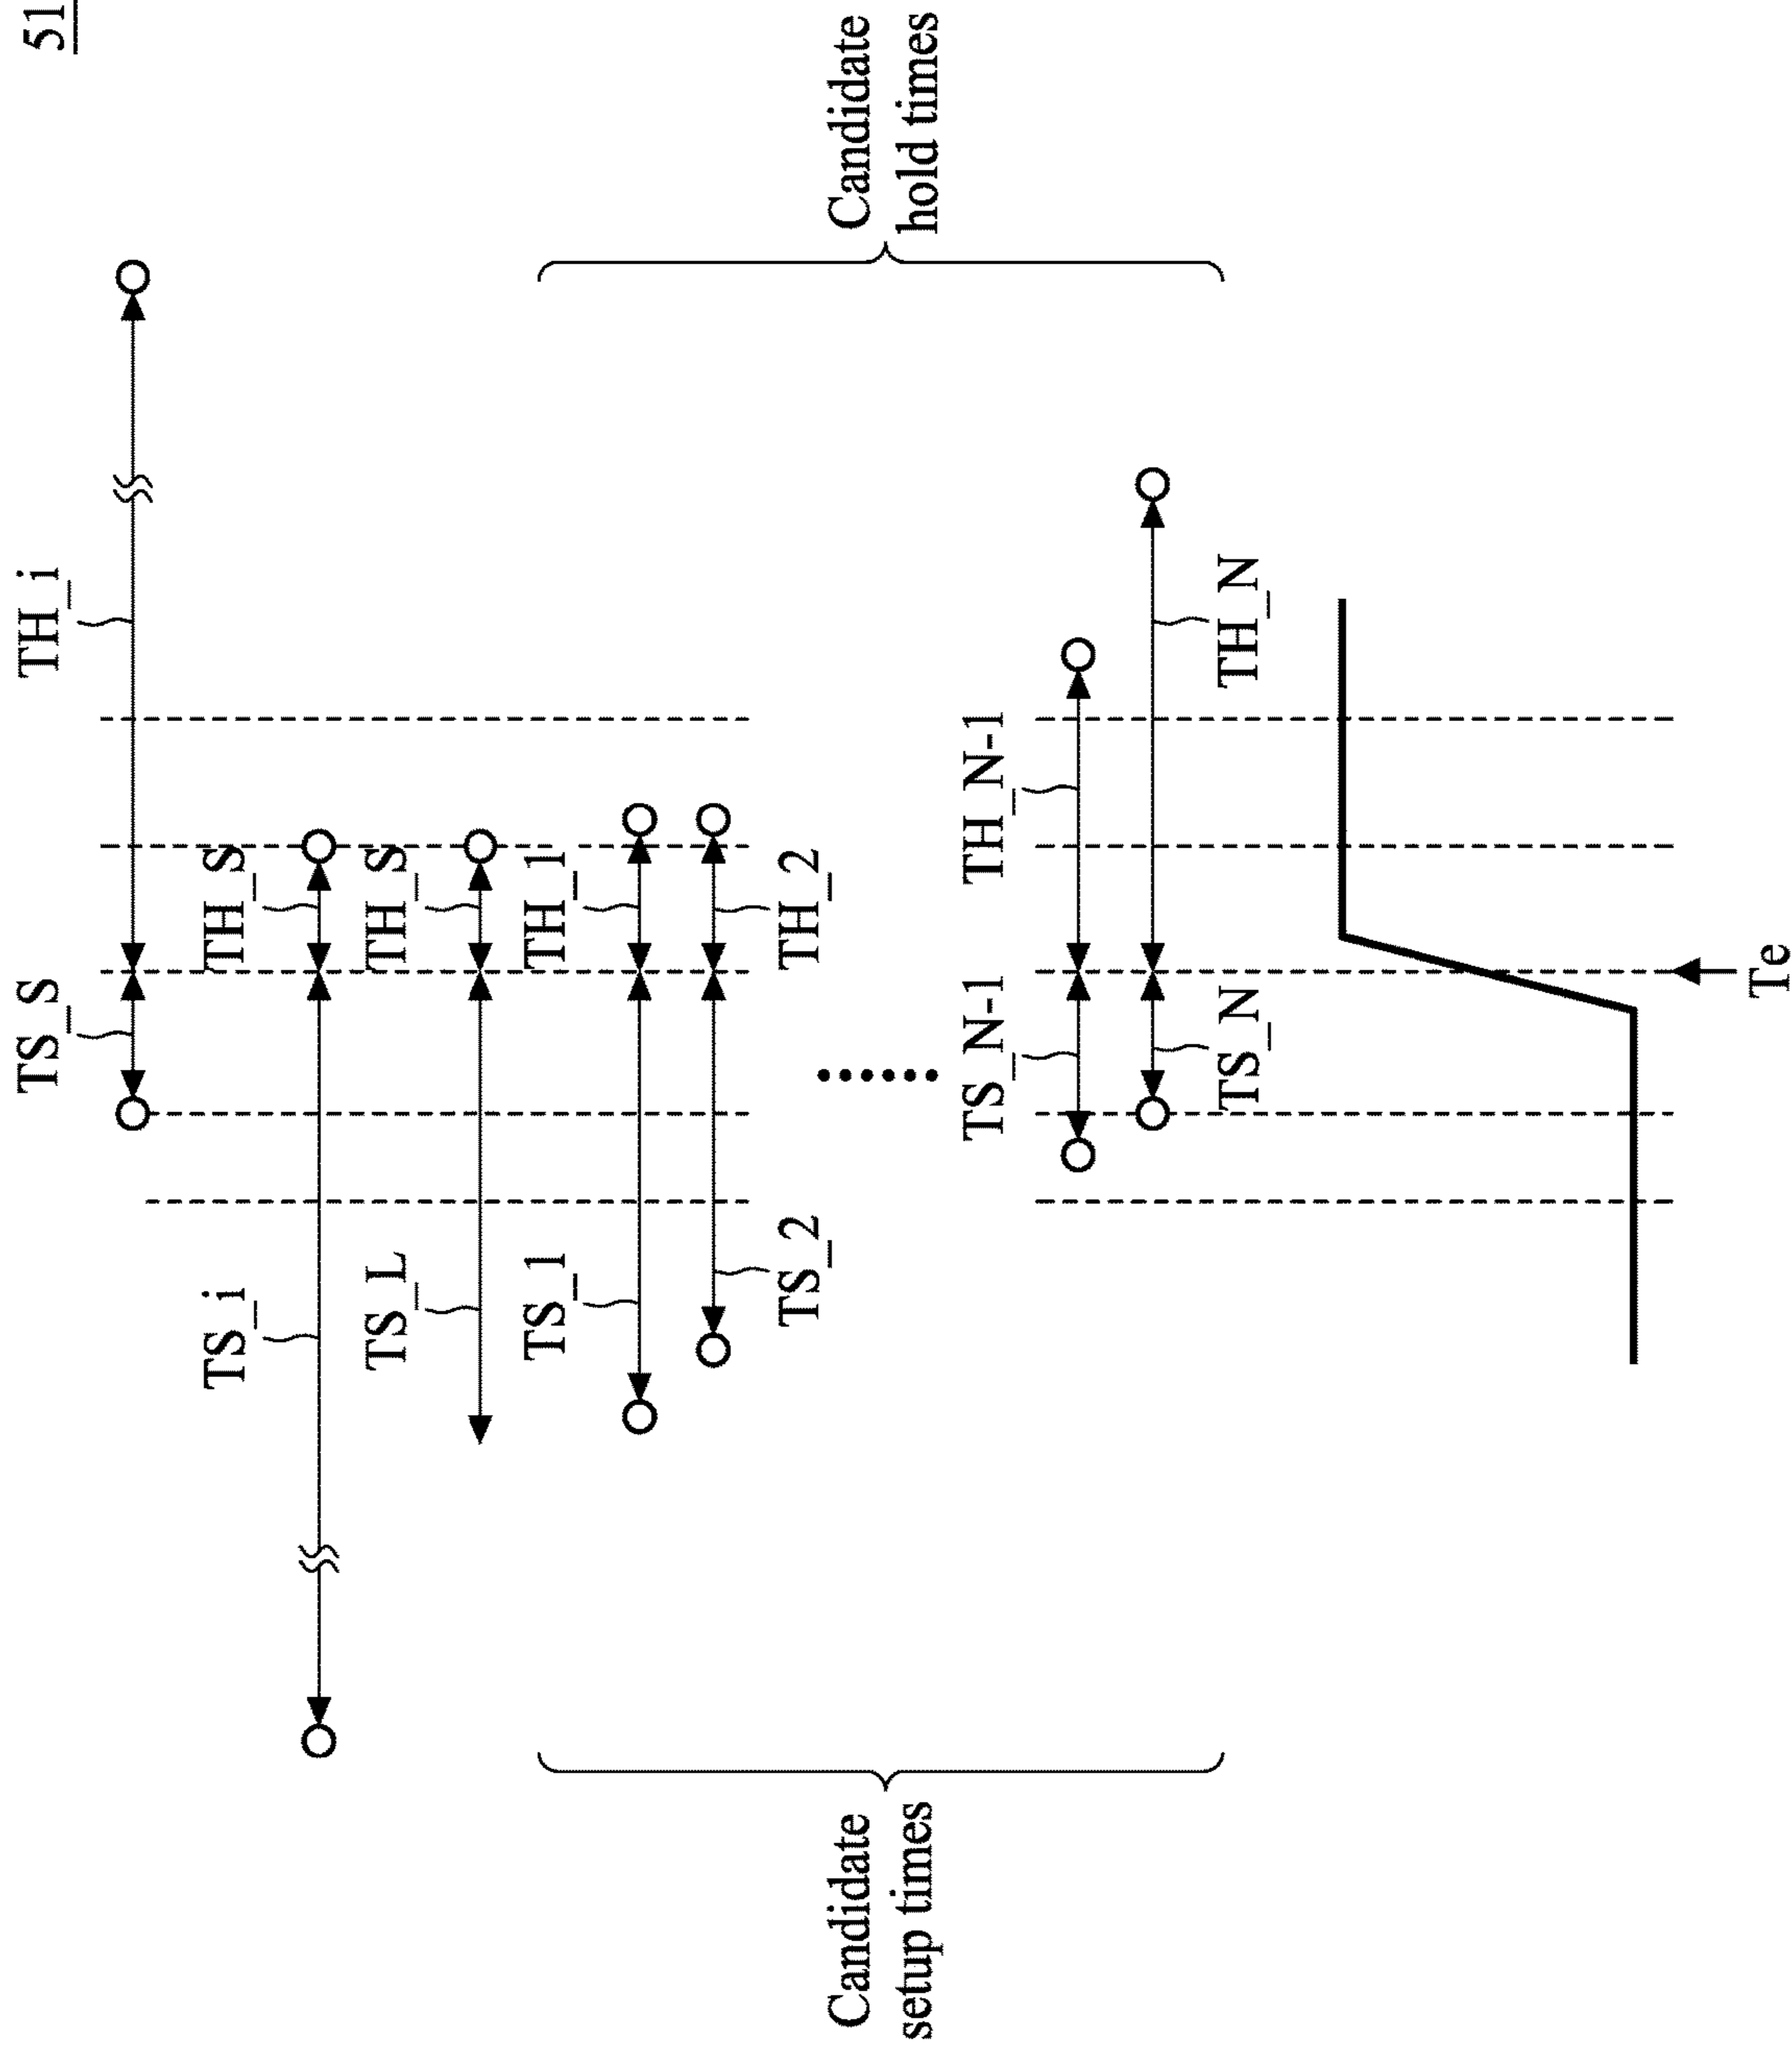 51
TS_S
TH_i
TS_i
TH_S
TS_L
TH_S
TS_1
TH_1
TS_2
TH_2
Candidate
setup times
Candidate
hold times
TS_N-1
TH_N-1
TS_N
TH_N
Te